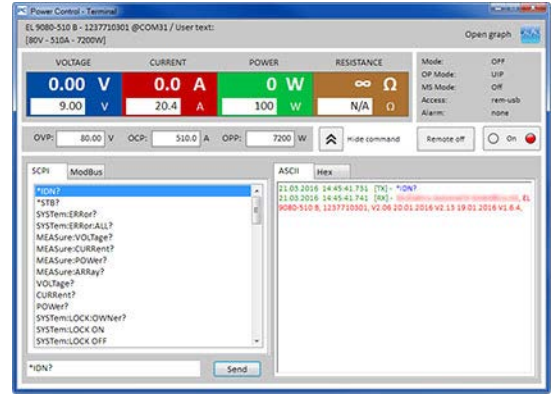 Power Control - Terminal
EL 9080-510 B - 1237710301 @COM31 / User text:
[80V - 510A - 7200W]
Open graph
VOLTAGE CURRENT POWER RESISTANCE
0.00 V 0.0 A 0 W ∞ Ω
9.00 V 20.4 A 100 W N/A Ω
Mode: OFF
OP Mode: UIP
MS Mode: Off
Access: rem-usb
Alarm: none
OVP: 80.00 V OCP: 510.0 A OPP: 7200 W Hide command Remote off On
SCPI ModBus
*IDN?
*STB?
SYSTem:ERRor?
SYSTem:ERRor:ALL?
MEASure:VOLTage?
MEASure:CURRent?
MEASure:POWer?
MEASure:ARRay?
VOLTage?
CURRent?
POWer?
SYSTem:LOCK:OWNer?
SYSTem:LOCK ON
SYSTem:LOCK OFF
*IDN? Send
ASCII Hex
21.03.2016 14:45:41.731 [TX] - *IDN?
21.03.2016 14:45:41.741 [RX] - EL
9080-510 B, 1237710301, V2.06 20.01.2016 V2.13 19.01.2016 V1.6.4,